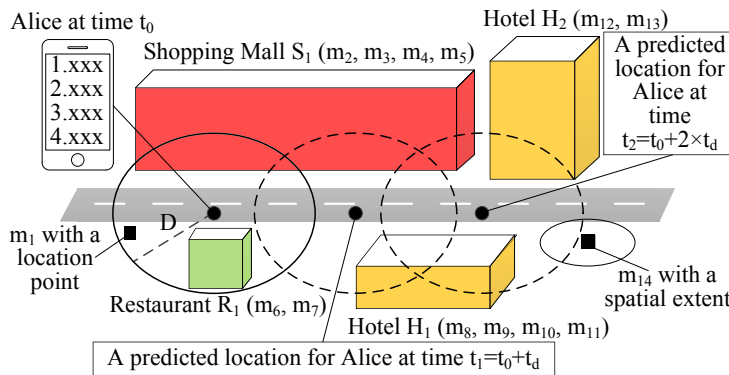 Alice at time t₀
1.xxx
2.xxx
3.xxx
4.xxx
Shopping Mall S₁ (m₂, m₃, m₄, m₅)
Hotel H₂ (m₁₂, m₁₃)
A predicted
location for
Alice at
time
t₂=t₀+2×t_d
D
m₁ with a
location
point
Restaurant R₁ (m₆, m₇)
Hotel H₁ (m₈, m₉, m₁₀, m₁₁)
m₁₄ with a
spatial extent
A predicted location for Alice at time t₁=t₀+t_d